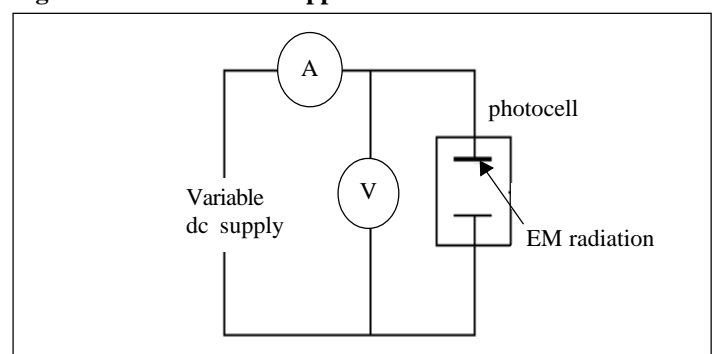 A
photocell
V
Variable
dc supply
EM radiation